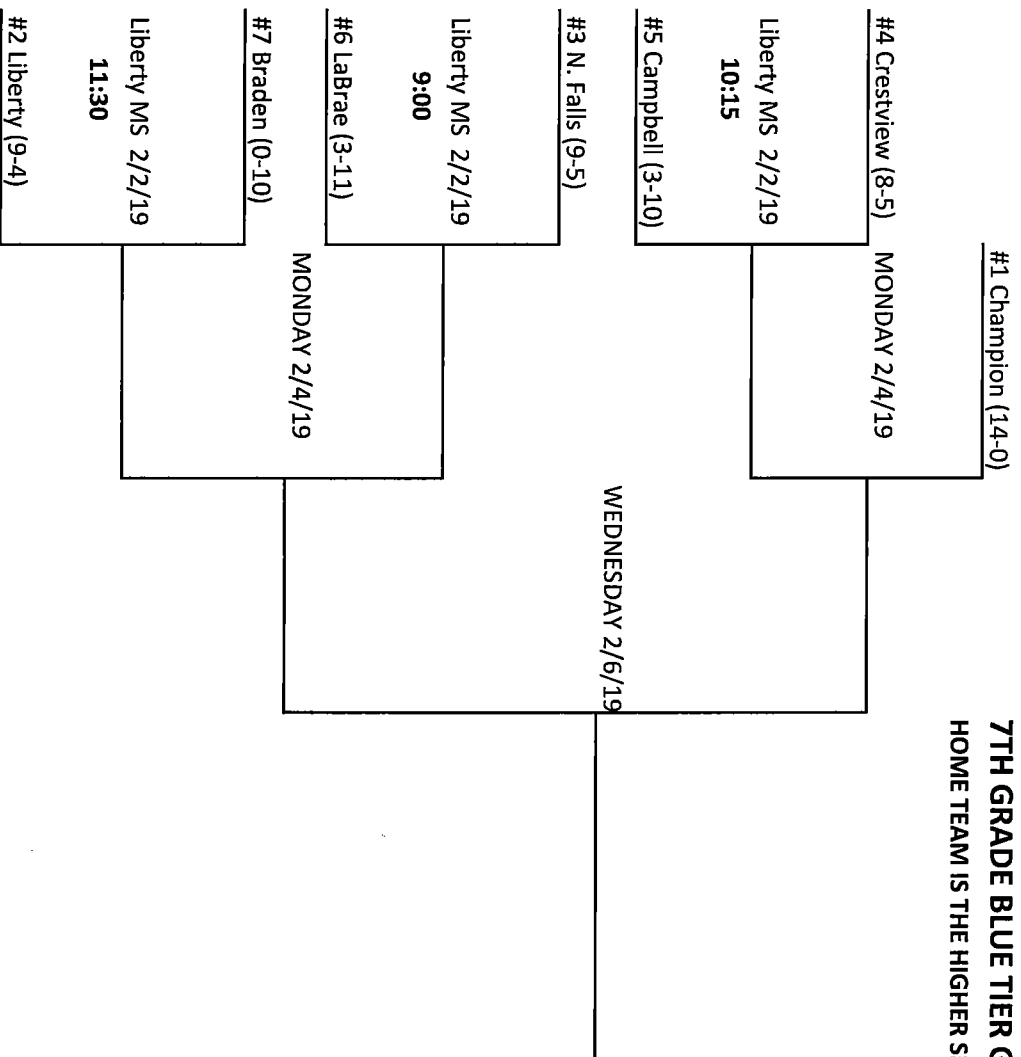 7TH GRADE BLUE TIER
HOME TEAM IS THE HIGHER
#1 Champion (14-0)
#4 Crestview (8-5)
MONDAY 2/4/19
Liberty MS 2/2/19
10:15
#5 Campbell (3-10)
WEDNESDAY 2/6/19
#3 N. Falls (9-5)
Liberty MS 2/2/19
9:00
#6 LaBrae (3-11)
MONDAY 2/4/19
#7 Braden (0-10)
Liberty MS 2/2/19
11:30
#2 Liberty (9-4)